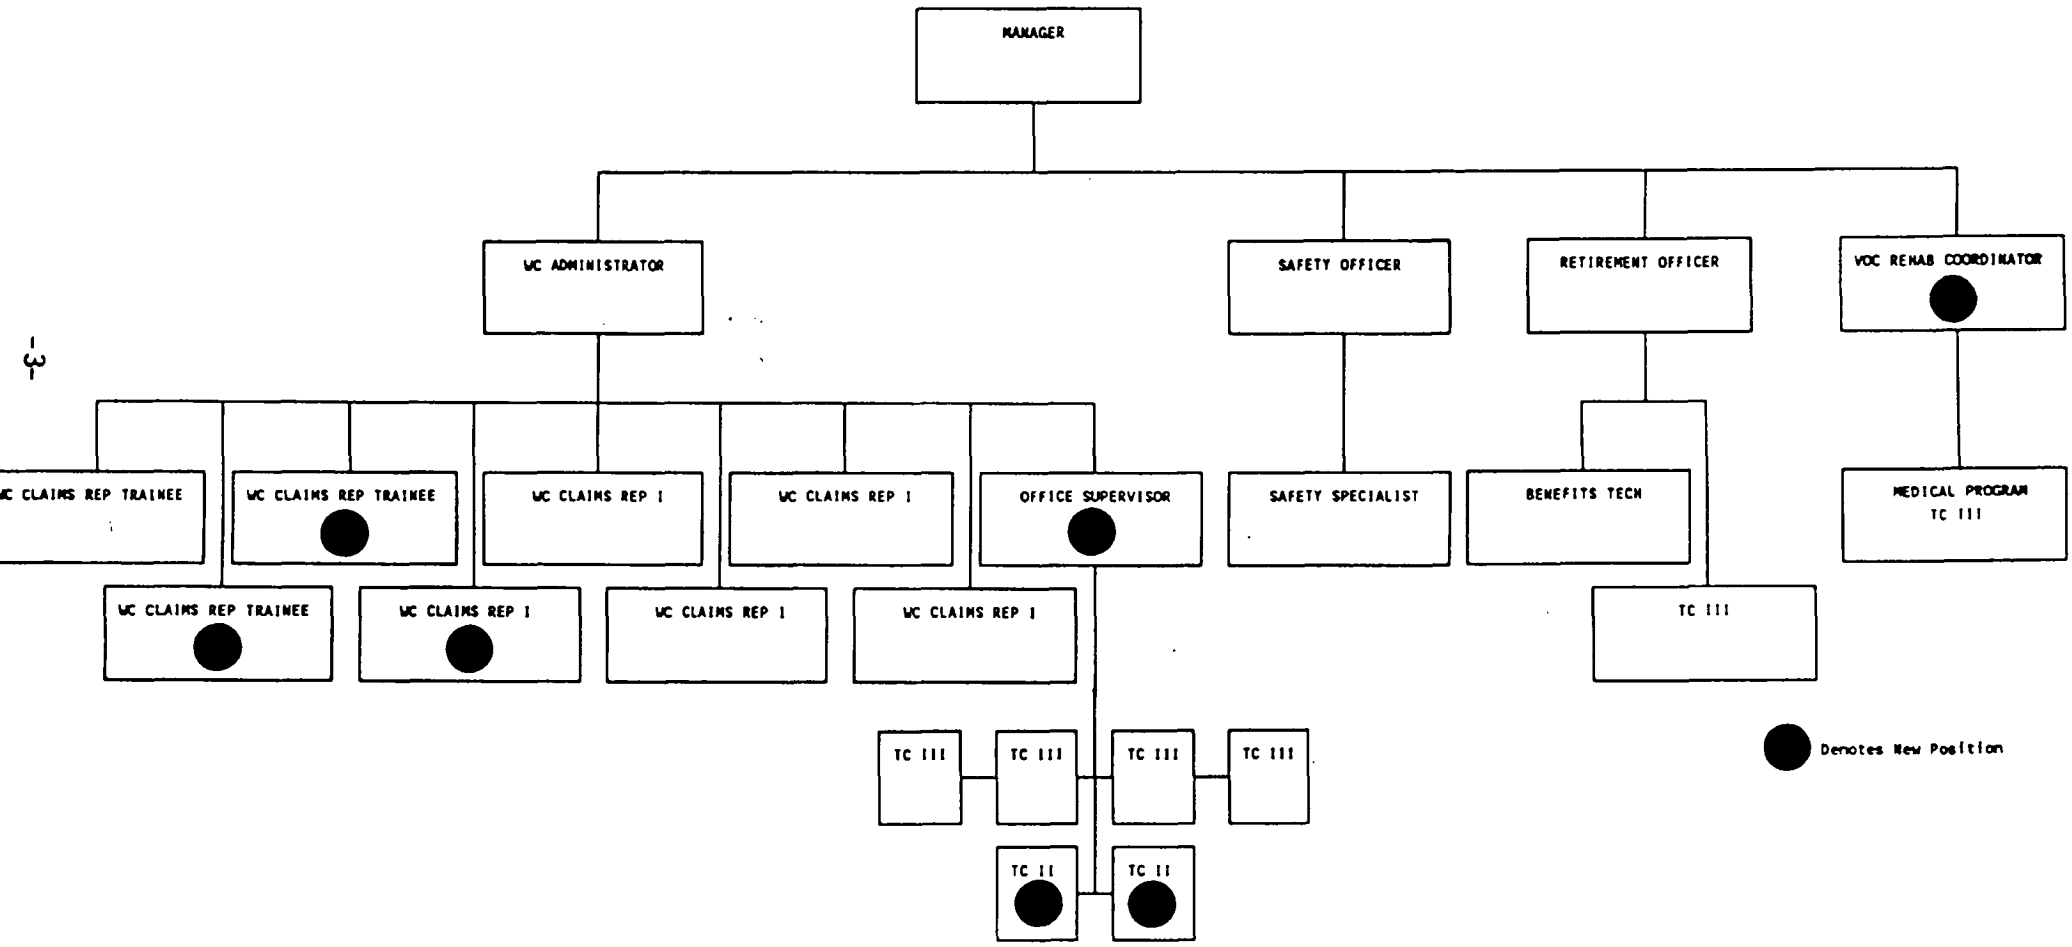 MANAGER
WC ADMINISTRATOR
SAFETY OFFICER
RETIREMENT OFFICER
VOC REHAB COORDINATOR
-3-
WC CLAIMS REP TRAINEE
WC CLAIMS REP TRAINEE
WC CLAIMS REP I
WC CLAIMS REP I
OFFICE SUPERVISOR
SAFETY SPECIALIST
BENEFITS TECH
MEDICAL PROGRAM
TC III
WC CLAIMS REP TRAINEE
WC CLAIMS REP I
WC CLAIMS REP I
WC CLAIMS REP I
TC III
TC III
TC III
TC III
TC III
Denotes New Position
TC II
TC II